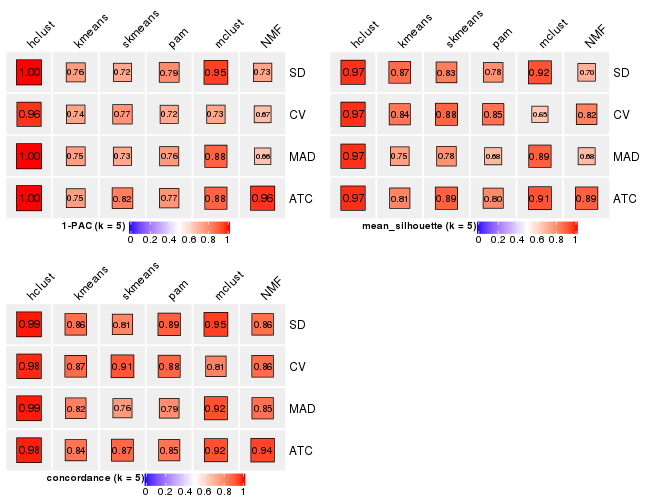 hclust kmeans skmeans pam mclust NMF
1.00 0.76 0.72 0.79 0.95 0.73 SD
0.96 0.74 0.77 0.72 0.73 0.67 CV
1.00 0.75 0.73 0.76 0.88 0.66 MAD
1.00 0.75 0.82 0.77 0.88 0.96 ATC
1-PAC (k = 5)
0 0.2 0.4 0.6 0.8 1
hclust kmeans skmeans pam mclust NMF
0.97 0.87 0.83 0.78 0.92 0.70 SD
0.97 0.84 0.88 0.85 0.63 0.82 CV
0.97 0.75 0.78 0.68 0.89 0.68 MAD
0.97 0.81 0.89 0.80 0.91 0.89 ATC
mean_silhouette (k = 5)
0 0.2 0.4 0.6 0.8 1
hclust kmeans skmeans pam mclust NMF
0.99 0.86 0.81 0.89 0.95 0.86 SD
0.98 0.87 0.91 0.88 0.81 0.86 CV
0.99 0.82 0.76 0.79 0.92 0.85 MAD
0.98 0.84 0.87 0.85 0.92 0.94 ATC
concordance (k = 5)
0 0.2 0.4 0.6 0.8 1